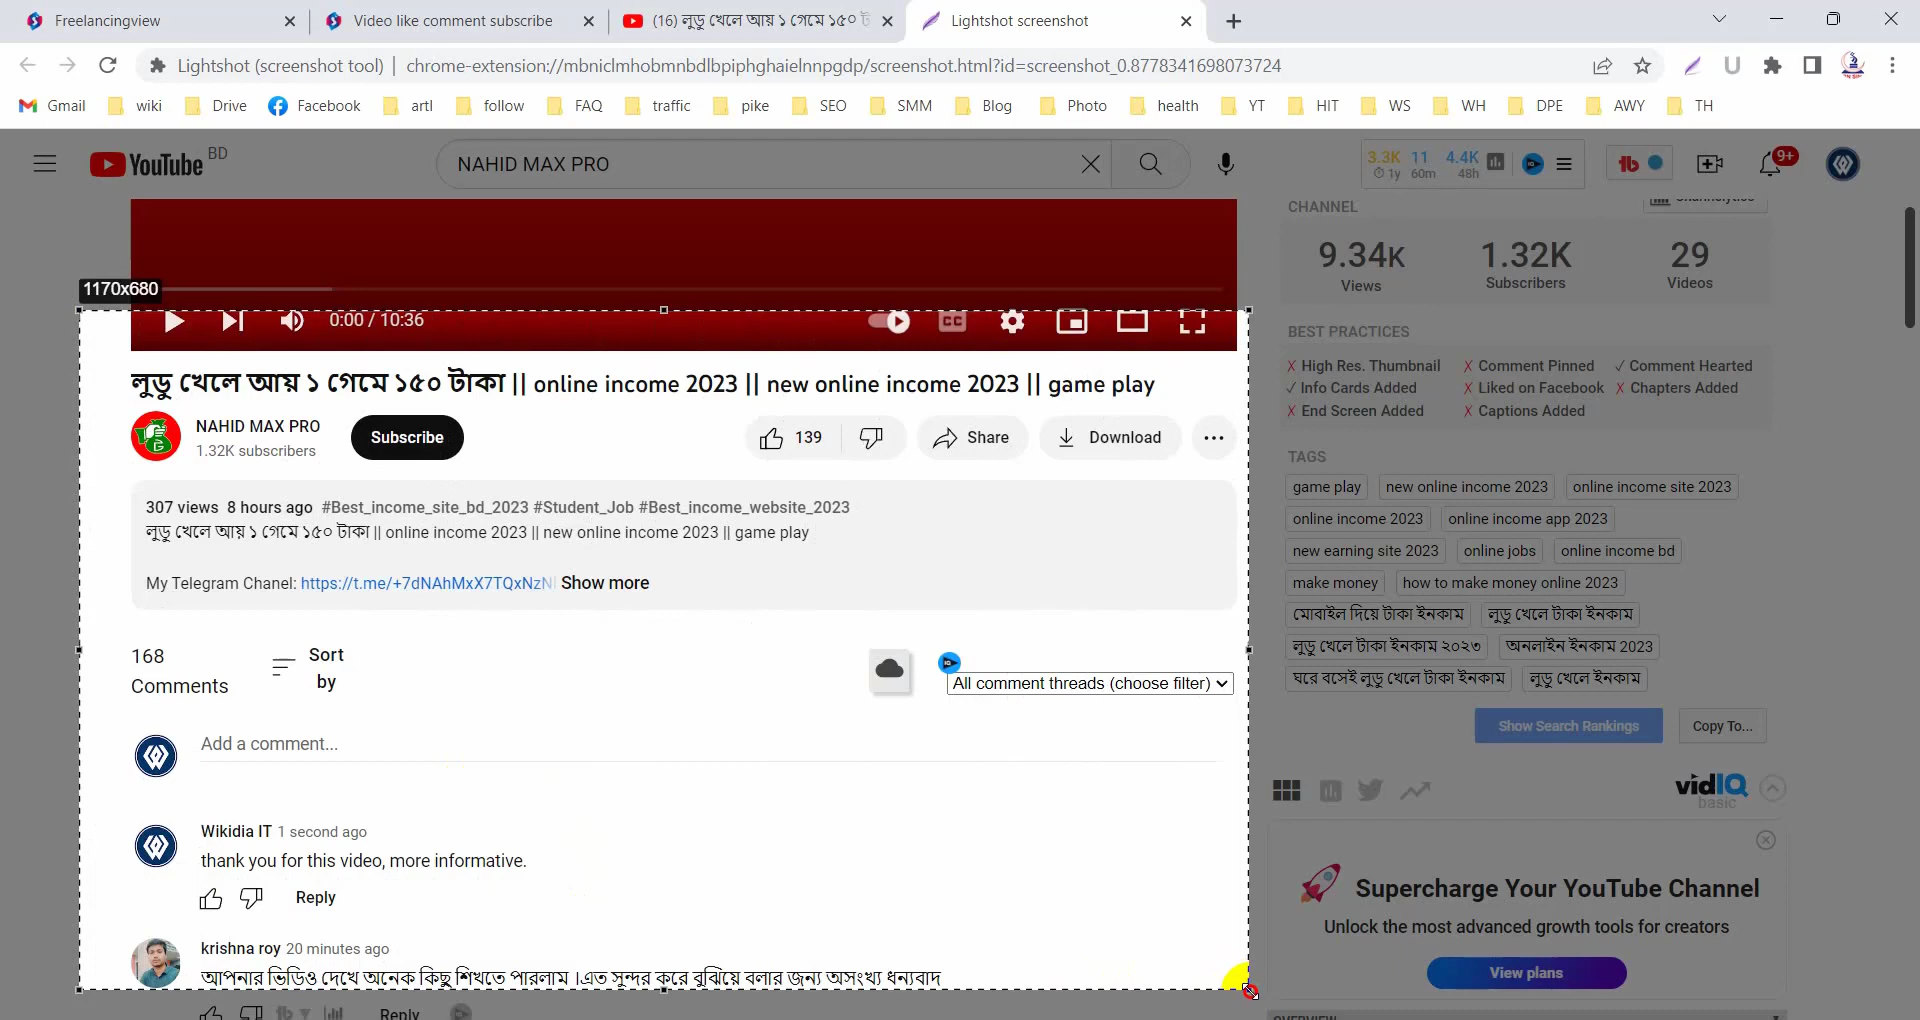 Freelancingview
Video like comment subscribe
(16) লুডু খেলে আয় ১ গেমে ১৫০ ট
Lightshot screenshot
Lightshot (screenshot tool) | chrome-extension://mbniclmhobmnbdlbpiphghaielnnpgdp/screenshot.html?id=screenshot_0.8778341698073724
Gmail wiki Drive Facebook artl follow FAQ traffic pike SEO SMM Blog Photo health YT HIT WS WH DPE AWY TH
YouTube BD
NAHID MAX PRO
3.3K 11 4.4K
1y 60m 48h
9+
1170x680
0:00 / 10:36
CC
লুডু খেলে আয় ১ গেমে ১৫০ টাকা || online income 2023 || new online income 2023 || game play
NAHID MAX PRO
1.32K subscribers
Subscribe
139
Share
Download
307 views 8 hours ago #Best_income_site_bd_2023 #Student_Job #Best_income_website_2023
লুডু খেলে আয় ১ গেমে ১৫০ টাকা || online income 2023 || new online income 2023 || game play
My Telegram Chanel: https://t.me/+7dNAhMxX7TQxNzN Show more
168
Comments
Sort
by
All comment threads (choose filter)
Add a comment...
Wikidia IT 1 second ago
thank you for this video, more informative.
Reply
krishna roy 20 minutes ago
আপনার ভিডিও দেখে অনেক কিছু শিখতে পারলাম ।এত সুন্দর করে বুঝিয়ে বলার জন্য অসংখ্য ধন্যবাদ
Reply
CHANNEL
9.34K 1.32K 29
Views Subscribers Videos
BEST PRACTICES
X High Res. Thumbnail X Comment Pinned ✓ Comment Hearted
✓ Info Cards Added X Liked on Facebook X Chapters Added
X End Screen Added X Captions Added
TAGS
game play new online income 2023 online income site 2023
online income 2023 online income app 2023
new earning site 2023 online jobs online income bd
make money how to make money online 2023
মোবাইল দিয়ে টাকা ইনকাম লুডু খেলে টাকা ইনকাম
লুডু খেলে টাকা ইনকাম ২০২৩ অনলাইন ইনকাম 2023
ঘরে বসেই লুডু খেলে টাকা ইনকাম লুডু খেলে ইনকাম
Show Search Rankings
Copy To...
vidIQ
basic
Supercharge Your YouTube Channel
Unlock the most advanced growth tools for creators
View plans